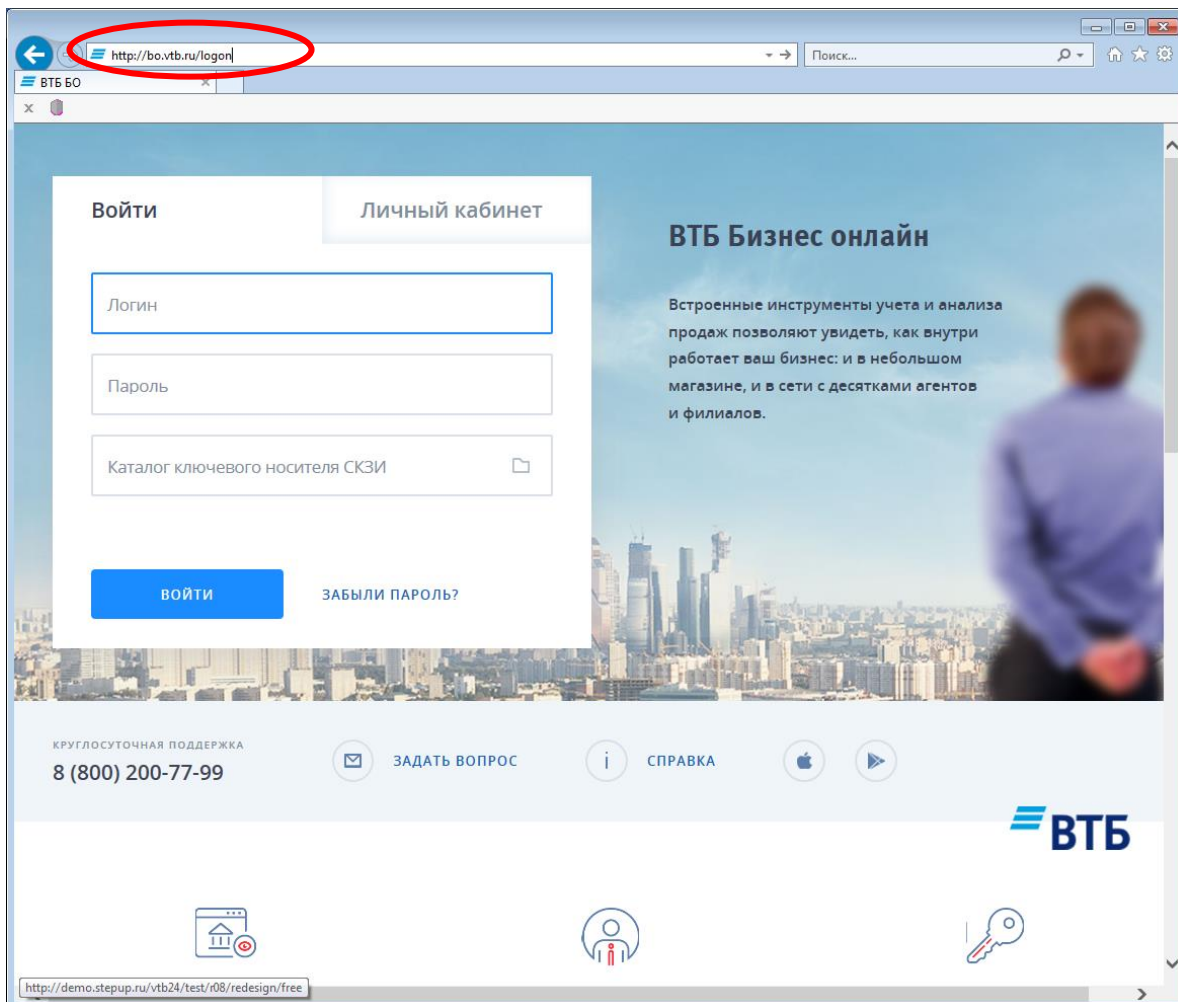 http://bo.vtb.ru/logon
Поиск...
ВТБ БО
Войти
Личный кабинет
Логин
Пароль
Каталог ключевого носителя СКЗИ
ВОЙТИ
ЗАБЫЛИ ПАРОЛЬ?
ВТБ Бизнес онлайн
Встроенные инструменты учета и анализа
продаж позволяют увидеть, как внутри
работает ваш бизнес: и в небольшом
магазине, и в сети с десятками агентов
и филиалов.
КРУГЛОСУТОЧНАЯ ПОДДЕРЖКА
8 (800) 200-77-99
ЗАДАТЬ ВОПРОС
СПРАВКА
ВТБ
http://demo.stepup.ru/vtb24/test/r08/redesign/free